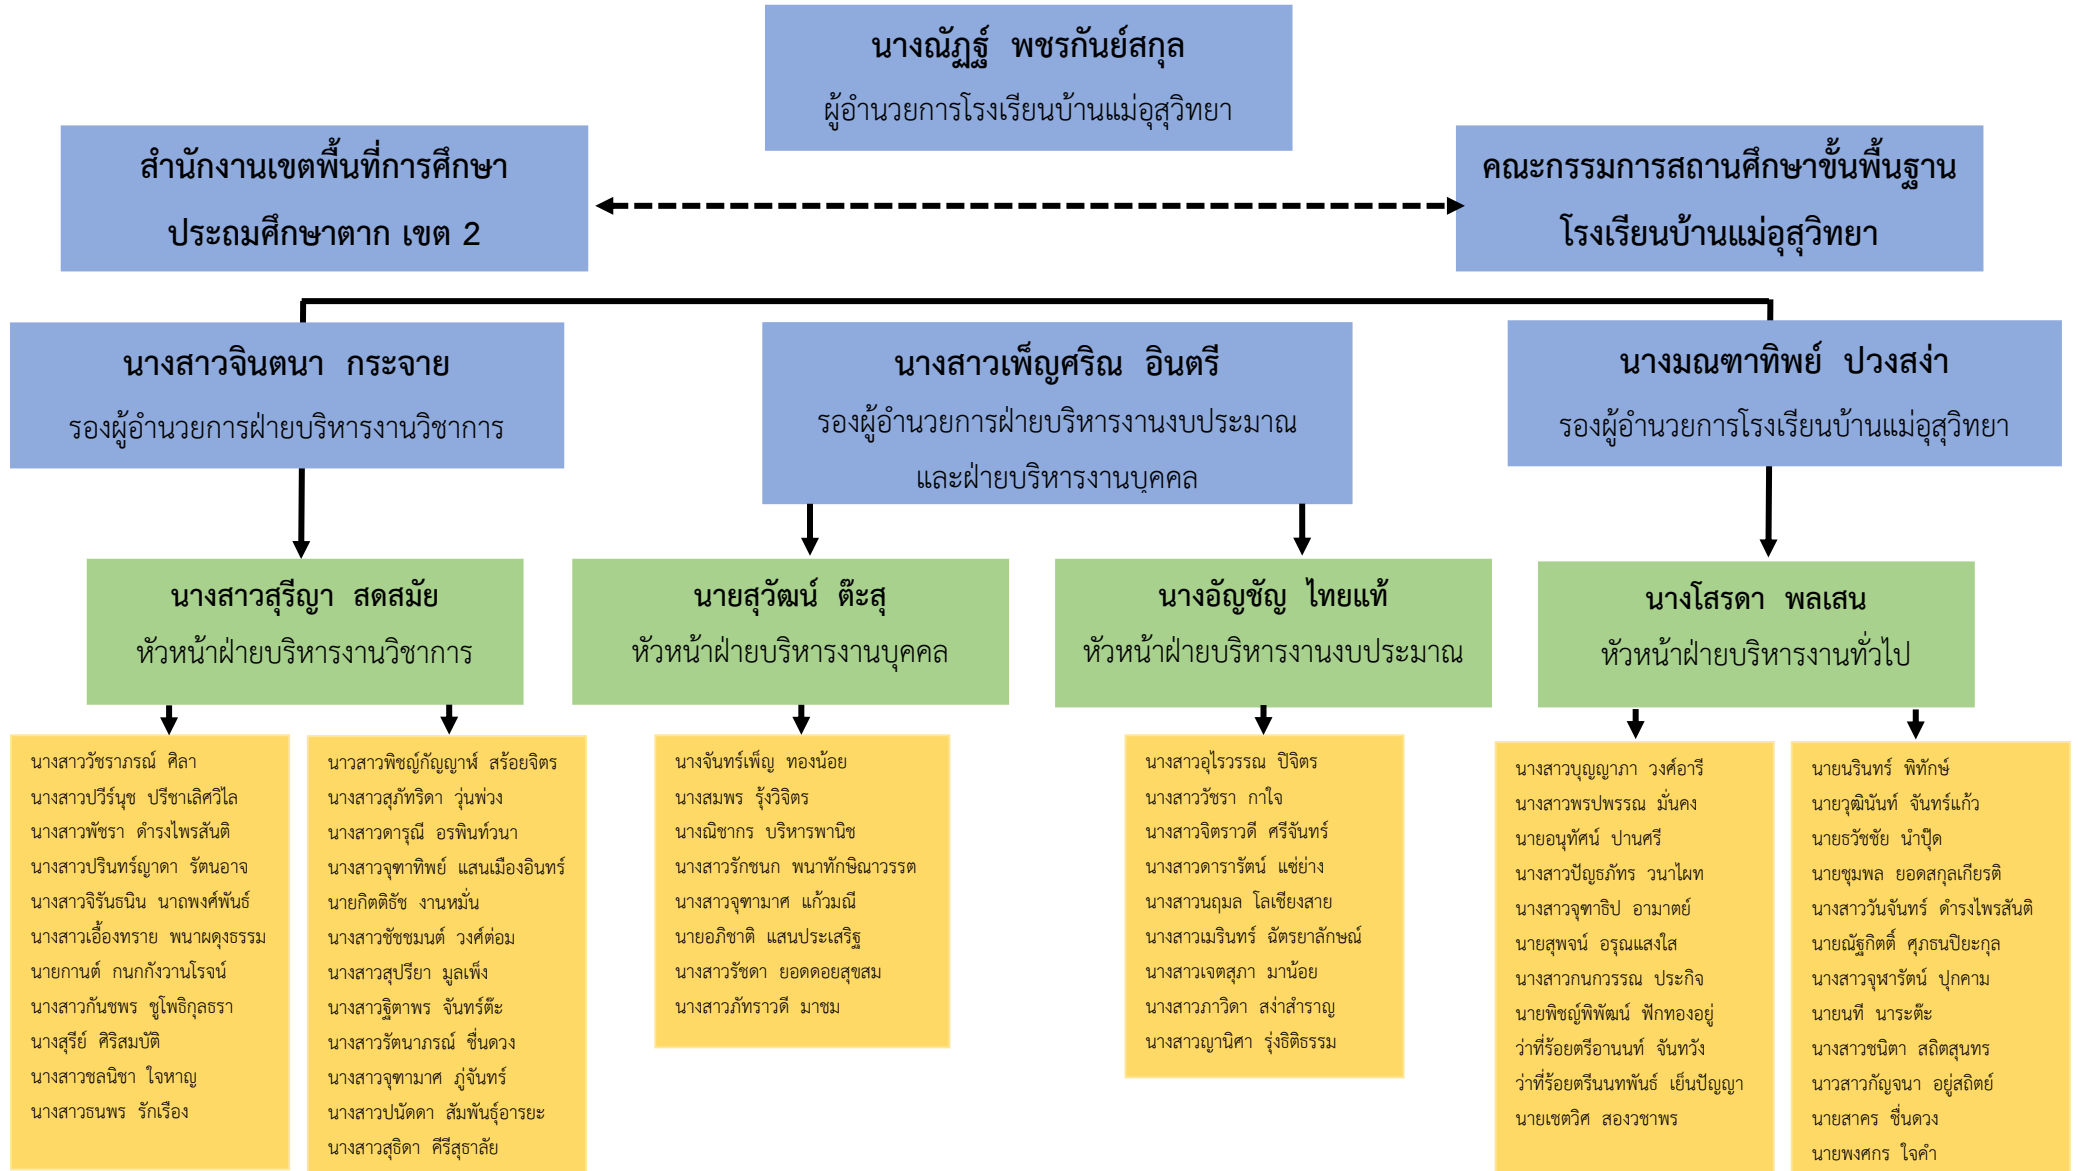 นางณัฏฐ์ พชรกันย์สกุล
ผู้อำนวยการโรงเรียนบ้านแม่อุสุวิทยา
สำนักงานเขตพื้นที่การศึกษา
ประถมศึกษาตาก เขต 2
คณะกรรมการสถานศึกษาขั้นพื้นฐาน
โรงเรียนบ้านแม่อุสุวิทยา
นางสาวจินตนา กระจาย
รองผู้อำนวยการฝ่ายบริหารงานวิชาการ
นางสาวเพ็ญศริณ อินตรี
รองผู้อำนวยการฝ่ายบริหารงานงบประมาณ
และฝ่ายบริหารงานบุคคล
นางมณฑาทิพย์ ปวงสง่า
รองผู้อำนวยการโรงเรียนบ้านแม่อุสุวิทยา
นางสาวสุรีญา สดสมัย
หัวหน้าฝ่ายบริหารงานวิชาการ
นายสุวัฒน์ ต๊ะสุ
หัวหน้าฝ่ายบริหารงานบุคคล
นางอัญชัญ ไทยแท้
หัวหน้าฝ่ายบริหารงานงบประมาณ
นางโสรดา พลเสน
หัวหน้าฝ่ายบริหารงานทั่วไป
นางสาววัชราภรณ์ ศิลา
นางสาวปวีร์นุช ปรีชาเลิศวิไล
นางสาวพัชรา ดำรงไพรสันติ
นางสาวปรินทร์ญาดา รัตนอาจ
นางสาวจิรันธนิน นาถพงศ์พันธ์
นางสาวเอื้องทราย พนาผดุงธรรม
นายกานต์ กนกกังวานโรจน์
นางสาวกันชพร ชูโพธิกุลธรา
นางสุรีย์ ศิริสมบัติ
นางสาวชลนิชา ใจหาญ
นางสาวธนพร รักเรือง
นาวสาวพิชญ์กัญญาฬ์ สร้อยจิตร
นางสาวสุภัทริดา วุ่นพ่วง
นางสาวดารุณี อรพินท์วนา
นางสาวจุฑาทิพย์ แสนเมืองอินทร์
นายกิตติธัช งานหมั่น
นางสาวชัชชมนต์ วงศ์ต่อม
นางสาวสุปรียา มูลเพ็ง
นางสาวฐิตาพร จันทร์ต๊ะ
นางสาวรัตนาภรณ์ ชื่นดวง
นางสาวจุฑามาศ ภู่จันทร์
นางสาวปนัดดา สัมพันธุ์อารยะ
นางสาวสุธิดา คีรีสุธาลัย
นางจันทร์เพ็ญ ทองน้อย
นางสมพร รุ้งวิจิตร
นางณิชากร บริหารพานิช
นางสาวรักชนก พนาทักษิณาวรรต
นางสาวจุฑามาศ แก้วมณี
นายอภิชาติ แสนประเสริฐ
นางสาวรัชดา ยอดดอยสุขสม
นางสาวภัทราวดี มาชม
นางสาวอุไรวรรณ ปิจิตร
นางสาววัชรา กาใจ
นางสาวจิตราวดี ศรีจันทร์
นางสาวดารารัตน์ แซ่ย่าง
นางสาวนฤมล โลเชียงสาย
นางสาวเมรินทร์ ฉัตรยาลักษณ์
นางสาวเจตสุภา มาน้อย
นางสาวภาวิดา สง่าสำราญ
นางสาวญานิศา รุ่งธิติธรรม
นางสาวบุญญาภา วงศ์อารี
นางสาวพรปพรรณ มั่นคง
นายอนุทัศน์ ปานศรี
นางสาวปัญธภัทร วนาไผท
นางสาวจุฑาธิป อามาตย์
นายสุพจน์ อรุณแสงใส
นางสาวกนกวรรณ ประกิจ
นายพิชญ์พิพัฒน์ ฟักทองอยู่
ว่าที่ร้อยตรีอานนท์ จันทวัง
ว่าที่ร้อยตรีนนทพันธ์ เย็นปัญญา
นายเชตวิศ สองวชาพร
นายนรินทร์ พิทักษ์
นายวุฒินันท์ จันทร์แก้ว
นายธวัชชัย นำปุ๊ด
นายชุมพล ยอดสกุลเกียรติ
นางสาววันจันทร์ ดำรงไพรสันติ
นายณัฐกิตติ์ ศุภธนปิยะกุล
นางสาวจุฬารัตน์ ปุกคาม
นายนที นาระต๊ะ
นางสาวชนิตา สถิตสุนทร
นาวสาวกัญจนา อยู่สถิตย์
นายสาคร ชื่นดวง
นายพงศกร ใจคำ